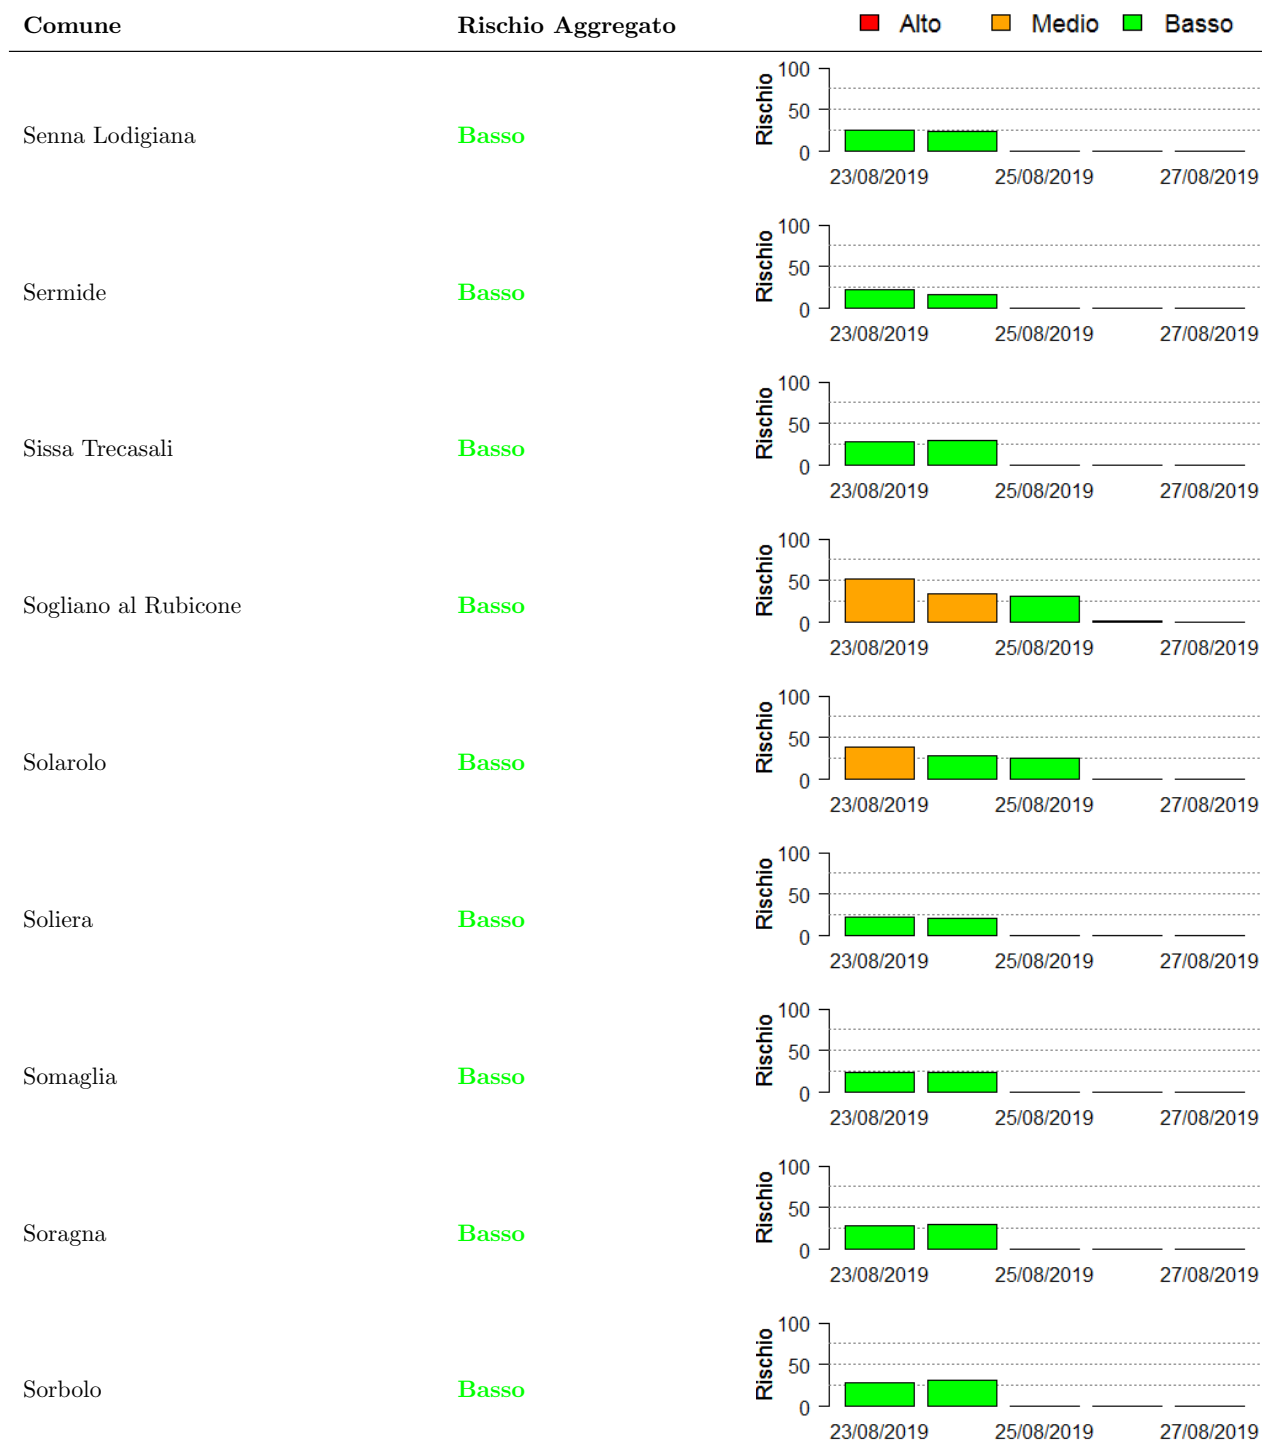 Comune Rischio Aggregato Alto Medio Basso
Senna Lodigiana Basso Rischio 100 50 0
23/08/2019 25/08/2019 27/08/2019
Sermide Basso Rischio 100 50 0
23/08/2019 25/08/2019 27/08/2019
Sissa Trecasali Basso Rischio 100 50 0
23/08/2019 25/08/2019 27/08/2019
Sogliano al Rubicone Basso Rischio 100 50 0
23/08/2019 25/08/2019 27/08/2019
Solarolo Basso Rischio 100 50 0
23/08/2019 25/08/2019 27/08/2019
Soliera Basso Rischio 100 50 0
23/08/2019 25/08/2019 27/08/2019
Somaglia Basso Rischio 100 50 0
23/08/2019 25/08/2019 27/08/2019
Soragna Basso Rischio 100 50 0
23/08/2019 25/08/2019 27/08/2019
Sorbolo Basso Rischio 100 50 0
23/08/2019 25/08/2019 27/08/2019